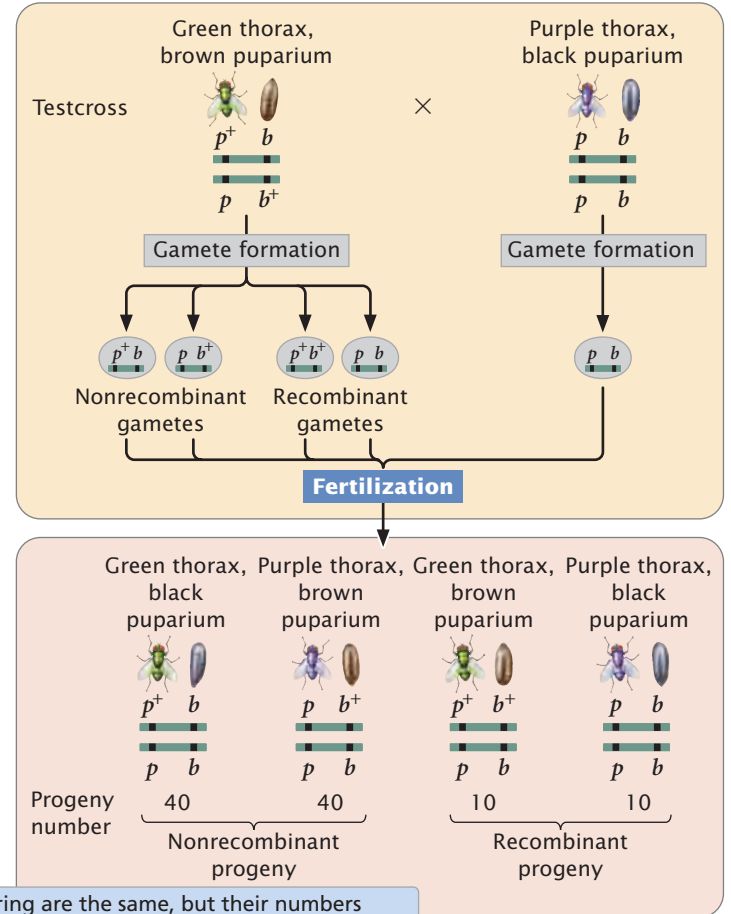 Green thorax,
brown puparium
Purple thorax,
black puparium
Testcross
×
p+ b
p b+
p b
p b
Gamete formation
Gamete formation
p+ b
p b+
p+ b+
p b
p b
Nonrecombinant
gametes
Recombinant
gametes
Fertilization
Green thorax,
black
puparium
Purple thorax,
brown
puparium
Green thorax,
brown
puparium
Purple thorax,
black
puparium
p+ b
p b+
p+ b+
p b
p b
p b
p b
p b
Progeny
number
40
40
10
10
Nonrecombinant
progeny
Recombinant
progeny
ring are the same, but their numbers